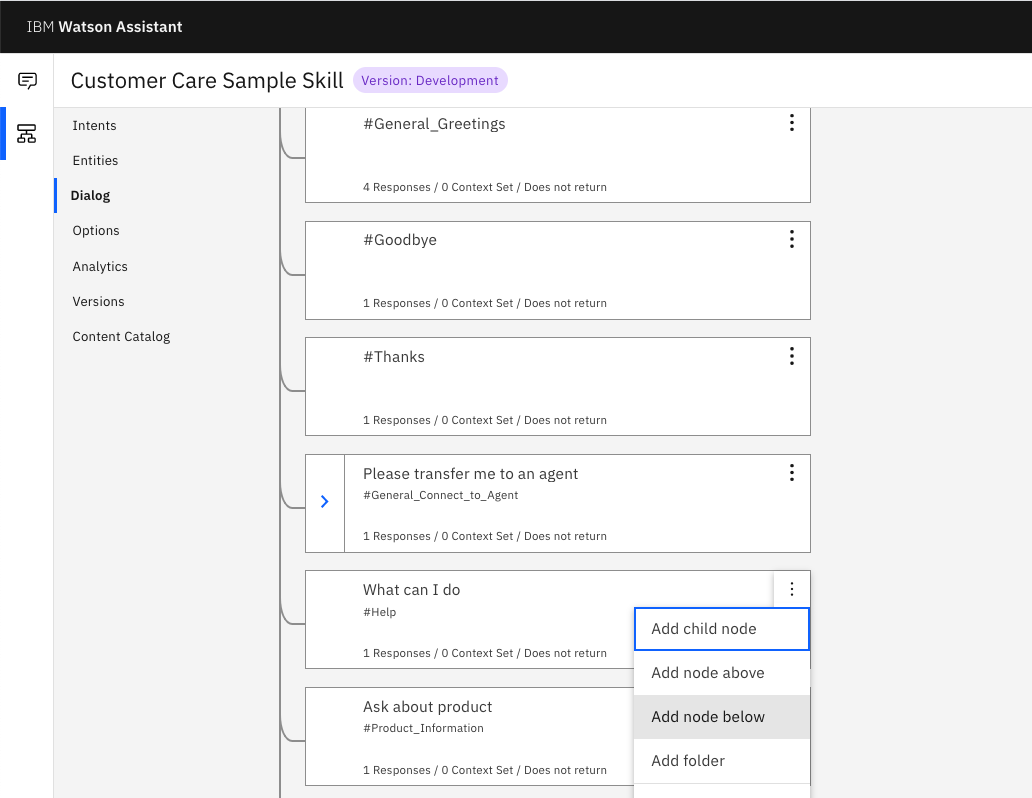 IBM Watson Assistant
Customer Care Sample Skill Version: Development
Intents
Entities
Dialog
Options
Analytics
Versions
Content Catalog
#General_Greetings
4 Responses / 0 Context Set / Does not return
#Goodbye
1 Responses / 0 Context Set / Does not return
#Thanks
1 Responses / 0 Context Set / Does not return
Please transfer me to an agent
#General_Connect_to_Agent
1 Responses / 0 Context Set / Does not return
What can I do
#Help
1 Responses / 0 Context Set / Does not return
Ask about product
#Product_Information
1 Responses / 0 Context Set / Does not return
Add child node
Add node above
Add node below
Add folder